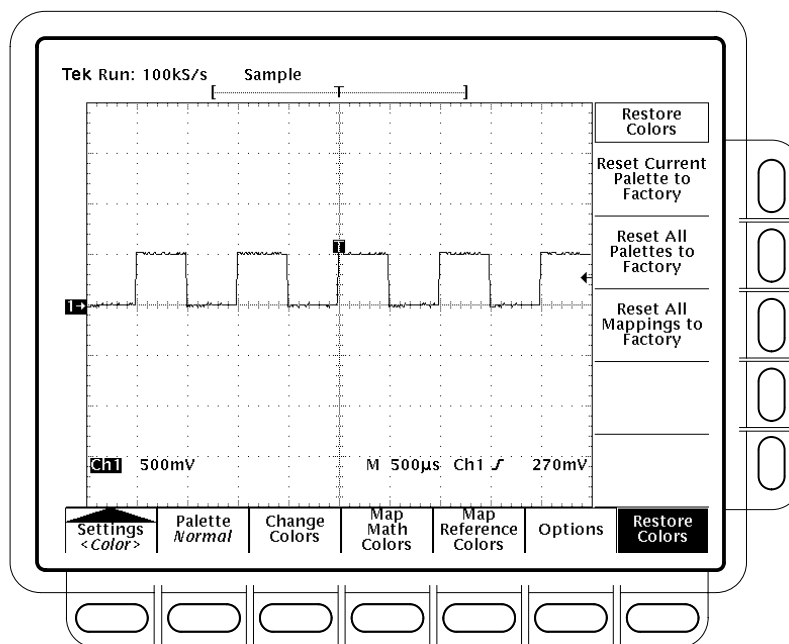 Tek Run: 100kS/s Sample
[ T ]
Restore
Colors
Reset Current
Palette to
Factory
Reset All
Palettes to
Factory
Reset All
Mappings to
Factory
T
1→
Ch1 500mV M 500µs Ch1 270mV
Settings
<Color>
Palette
Normal
Change
Colors
Map
Math
Colors
Map
Reference
Colors
Options
Restore
Colors